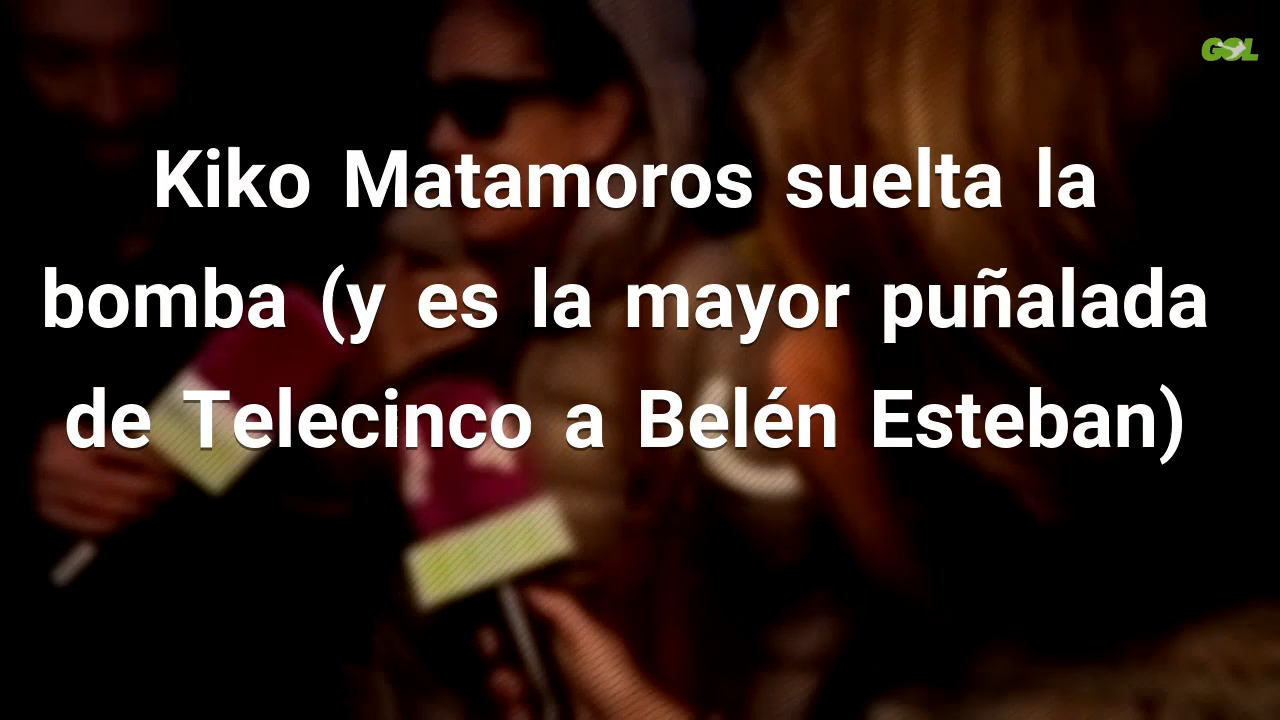 GOL
Kiko Matamoros suelta la
bomba (y es la mayor puñalada
de Telecinco a Belén Esteban)